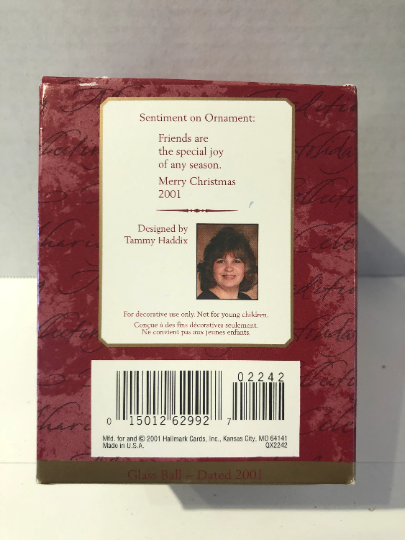 Sentiment on Ornament:
Friends are
the special joy
of any season.
Merry Christmas
2001
Designed by
Tammy Haddix
For decorative use only. Not for young children.
Conçue à des fins décoratives seulement.
Ne convient pas aux jeunes enfants.
02242
0 15012 62992 7
Mfd. for and © 2001 Hallmark Cards, Inc., Kansas City, MO 64141
Made in U.S.A. QX2242
Glass Ball – Dated 2001